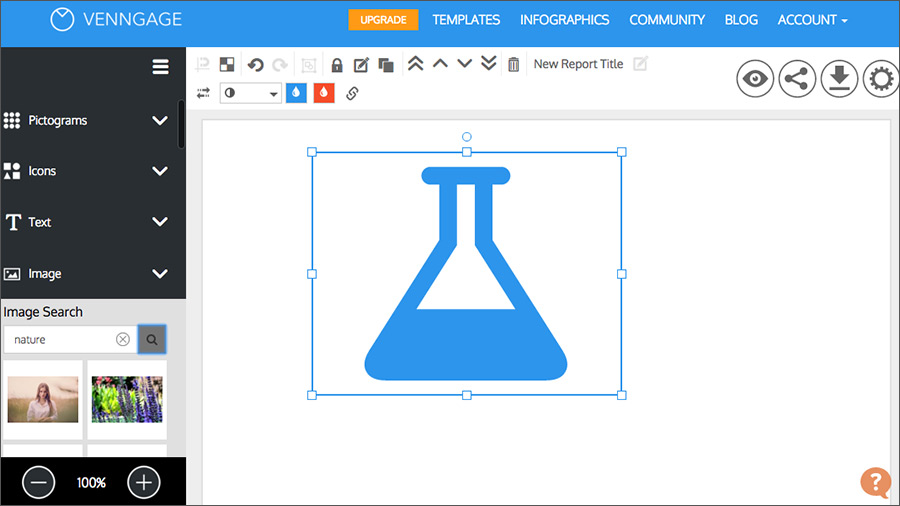 VENNGAGE
UPGRADE
TEMPLATES
INFOGRAPHICS
COMMUNITY
BLOG
ACCOUNT
New Report Title
Pictograms
Icons
T Text
Image
Image Search
nature
100%
?